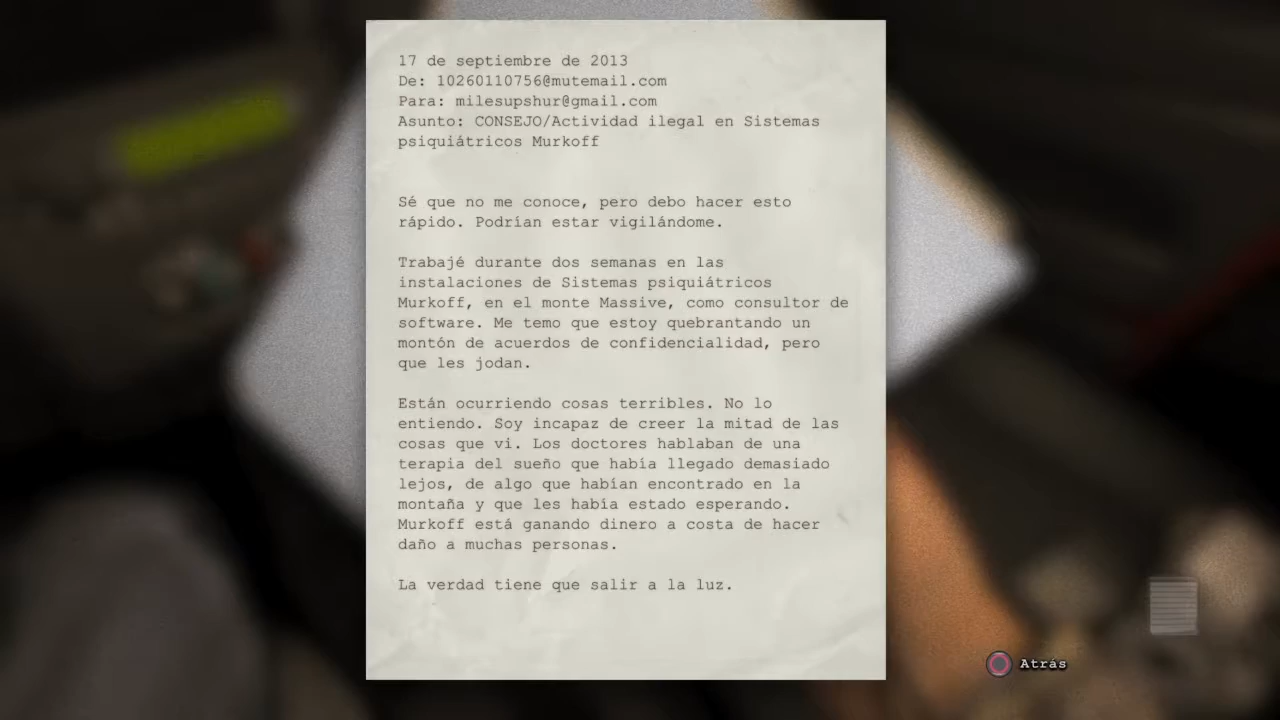 17 de septiembre de 2013
De: 10260110756@mutemail.com
Para: milesupshur@gmail.com
Asunto: CONSEJO/Actividad ilegal en Sistemas
psiquiátricos Murkoff
Sé que no me conoce, pero debo hacer esto
rápido. Podrían estar vigilándome.
Trabajé durante dos semanas en las
instalaciones de Sistemas psiquiátricos
Murkoff, en el monte Massive, como consultor de
software. Me temo que estoy quebrantando un
montón de acuerdos de confidencialidad, pero
que les jodan.
Están ocurriendo cosas terribles. No lo
entiendo. Soy incapaz de creer la mitad de las
cosas que vi. Los doctores hablaban de una
terapia del sueño que había llegado demasiado
lejos, de algo que habían encontrado en la
montaña y que les había estado esperando.
Murkoff está ganando dinero a costa de hacer
daño a muchas personas.
La verdad tiene que salir a la luz.
Atrás